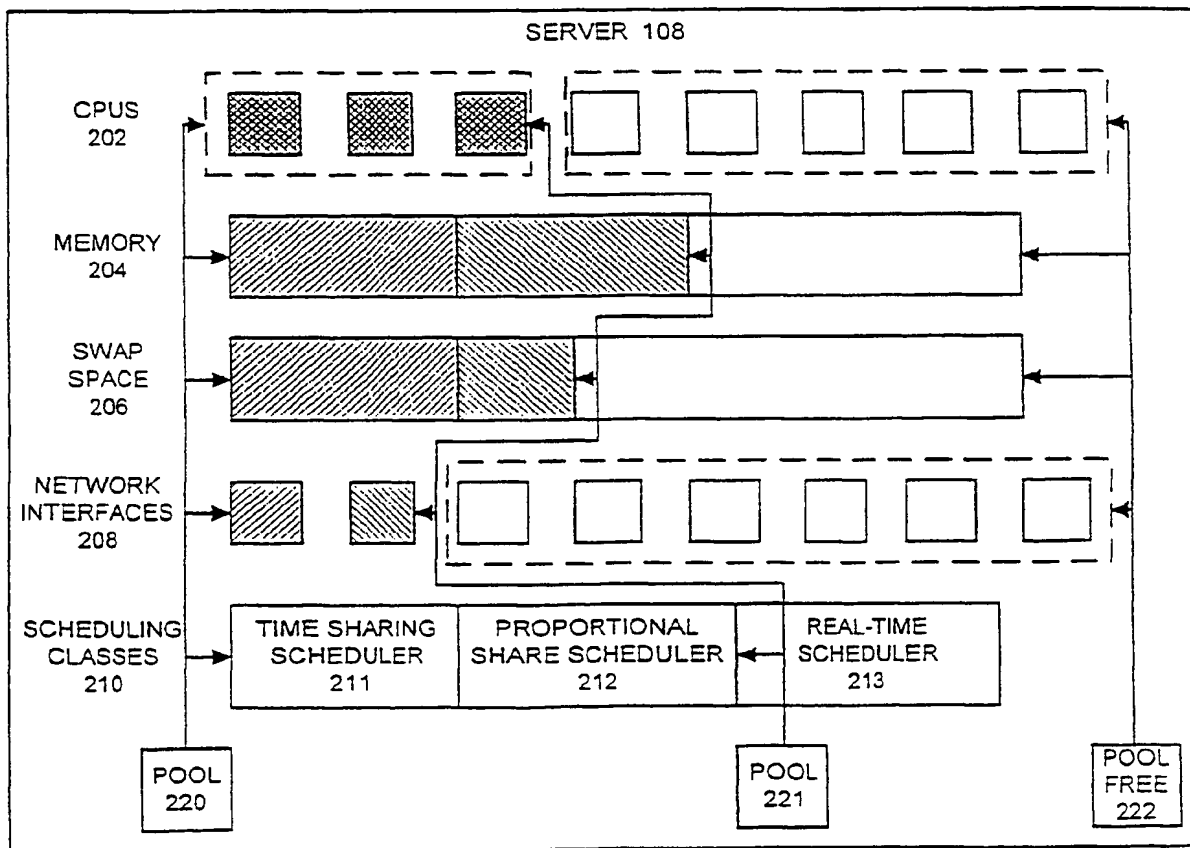 SERVER 108
CPUS
202
MEMORY
204
SWAP
SPACE
206
NETWORK
INTERFACES
208
SCHEDULING
CLASSES
210
TIME SHARING
SCHEDULER
211
PROPORTIONAL
SHARE SCHEDULER
212
REAL-TIME
SCHEDULER
213
POOL
220
POOL
221
POOL
FREE
222